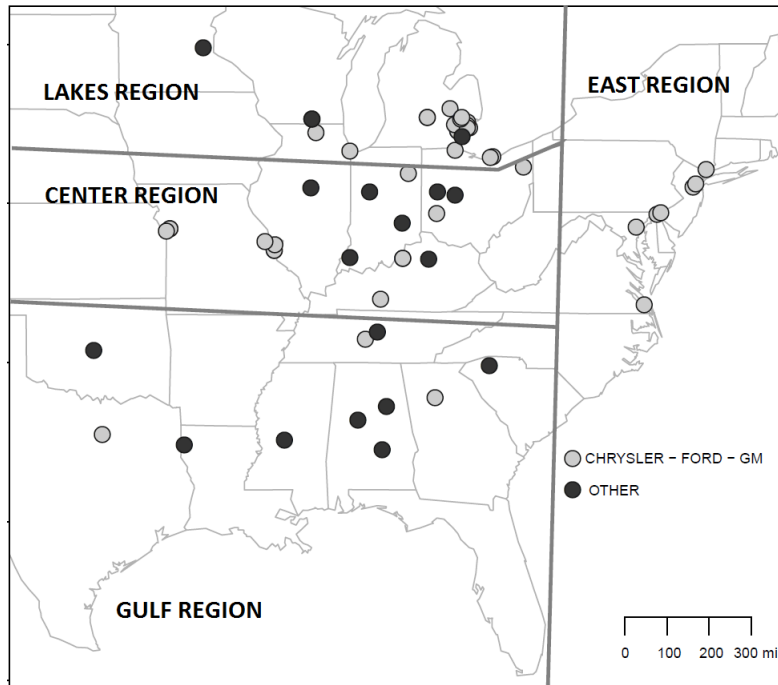 EAST REGION
LAKES REGION
CENTER REGION
CHRYSLER − FORD − GM
OTHER
GULF REGION
0 100 200 300 mi